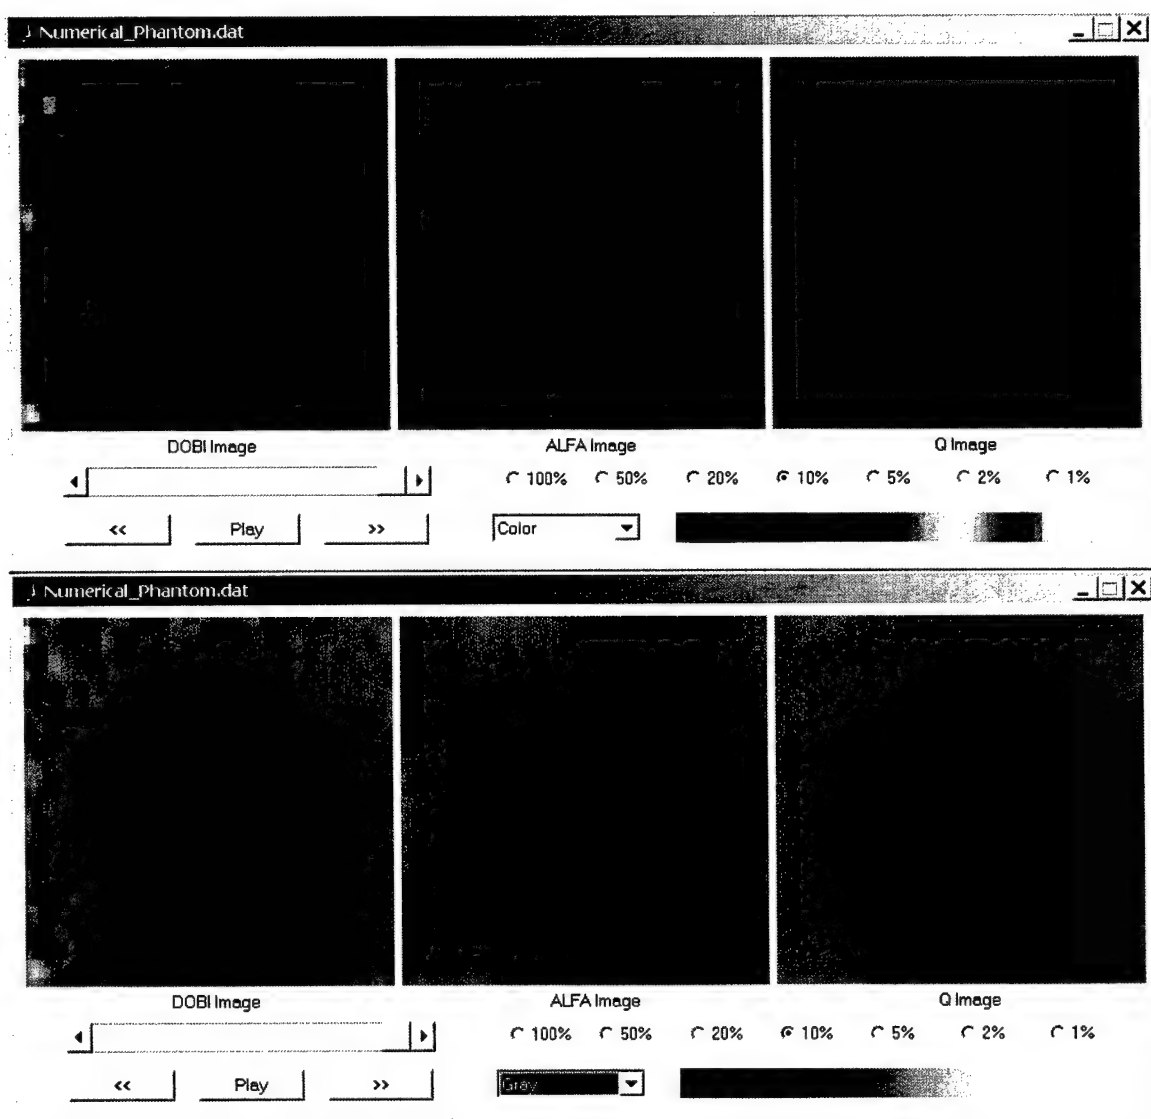 Numerical_Phantom.dat
DOBI Image ALFA Image Q Image
100% 50% 20% 10% 5% 2% 1%
<< Play >> Color
Numerical_Phantom.dat
DOBI Image ALFA Image Q Image
100% 50% 20% 10% 5% 2% 1%
<< Play >> Gray